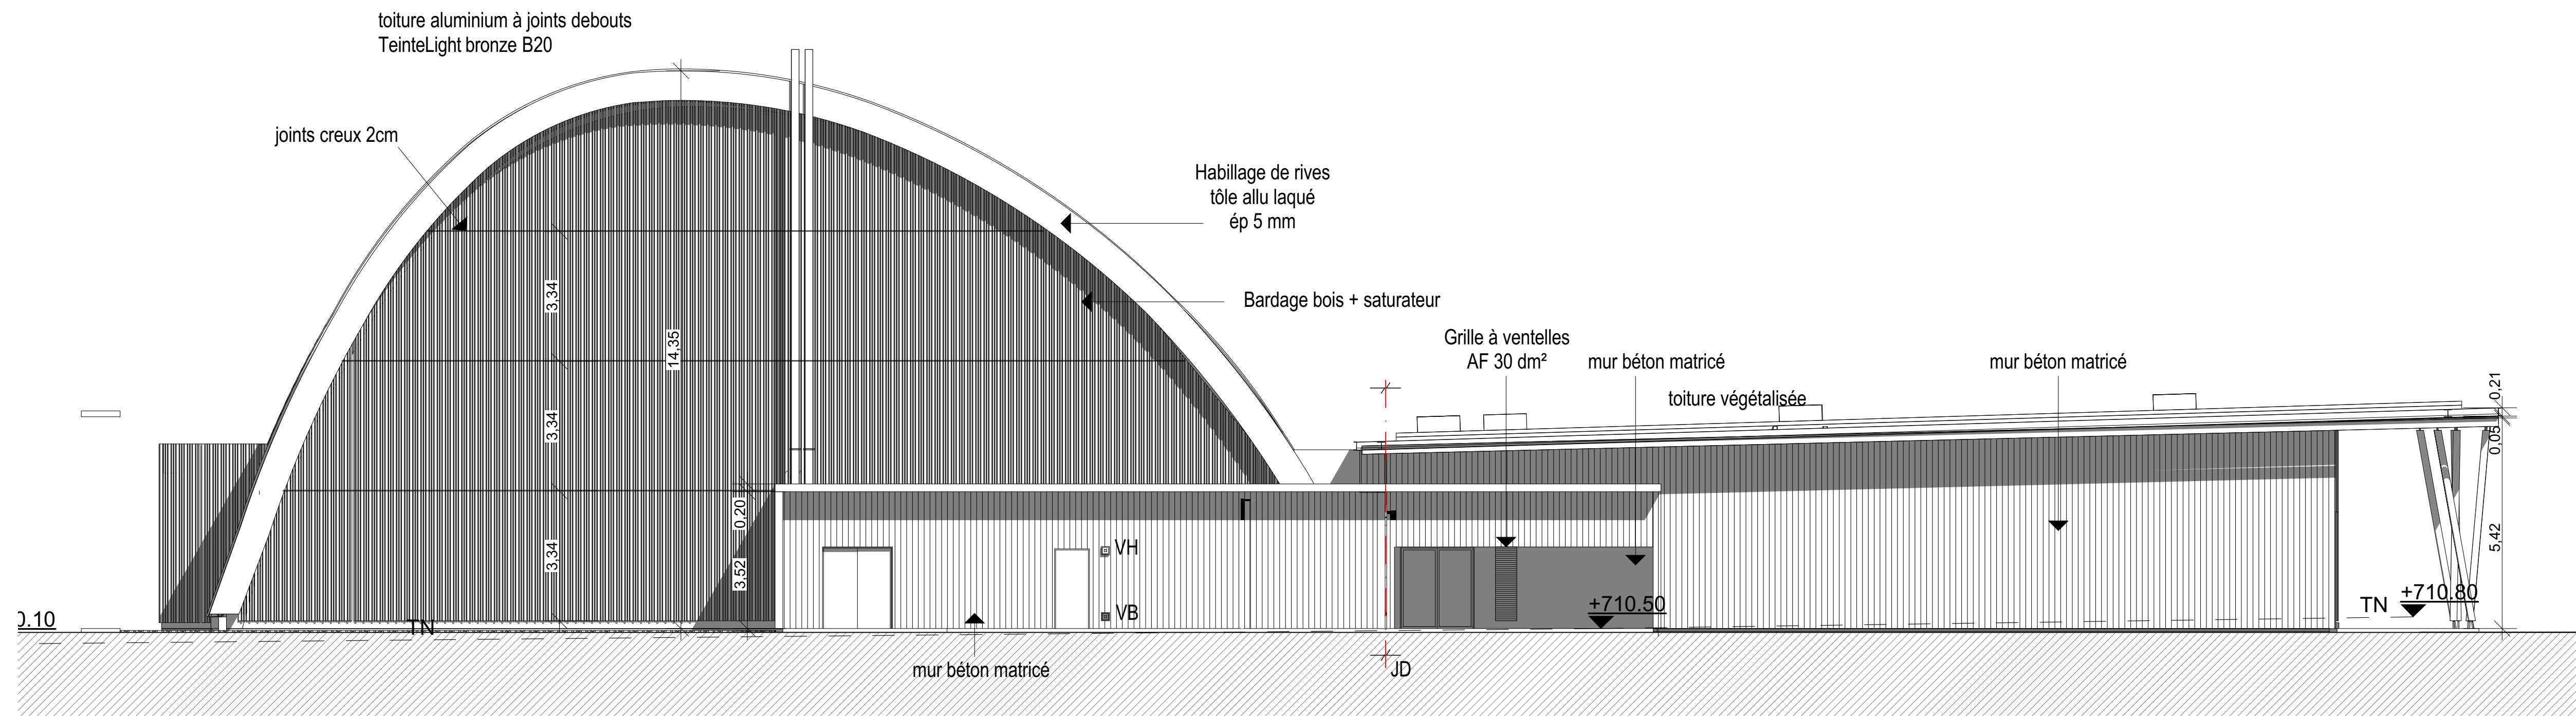 toiture aluminium à joints debouts
TeinteLight bronze B20
joints creux 2cm
Habillage de rives
tôle allu laqué
ép 5 mm
Bardage bois + saturateur
Grille à ventelles
AF 30 dm²
mur béton matricé
mur béton matricé
toiture végétalisée
3,34
14,35
3,34
3,34
0,20
3,52
0,21
0,05
5,42
VH
VB
+710.50
TN
+710.80
0.10
TN
mur béton matricé
JD